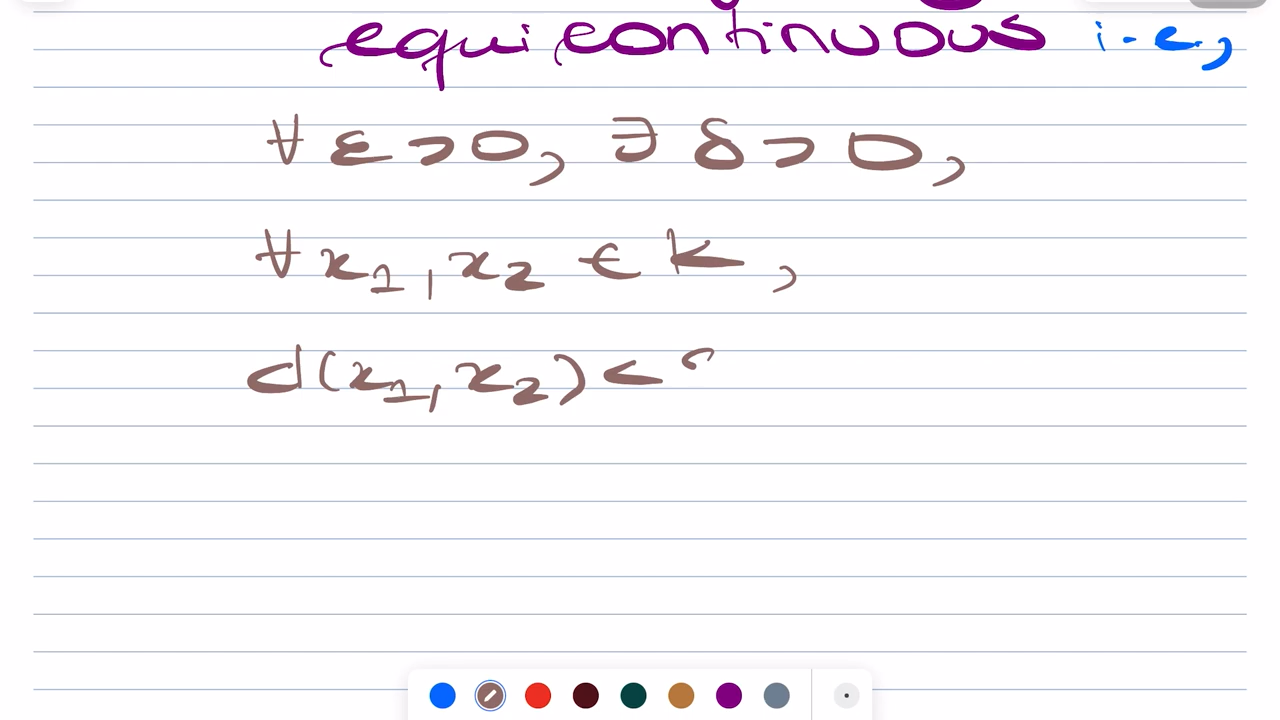 equicontinuous i.e.,
∀ ε > 0, ∃ δ > 0,
∀ x₁, x₂ ∈ k,
d(x₁, x₂) <